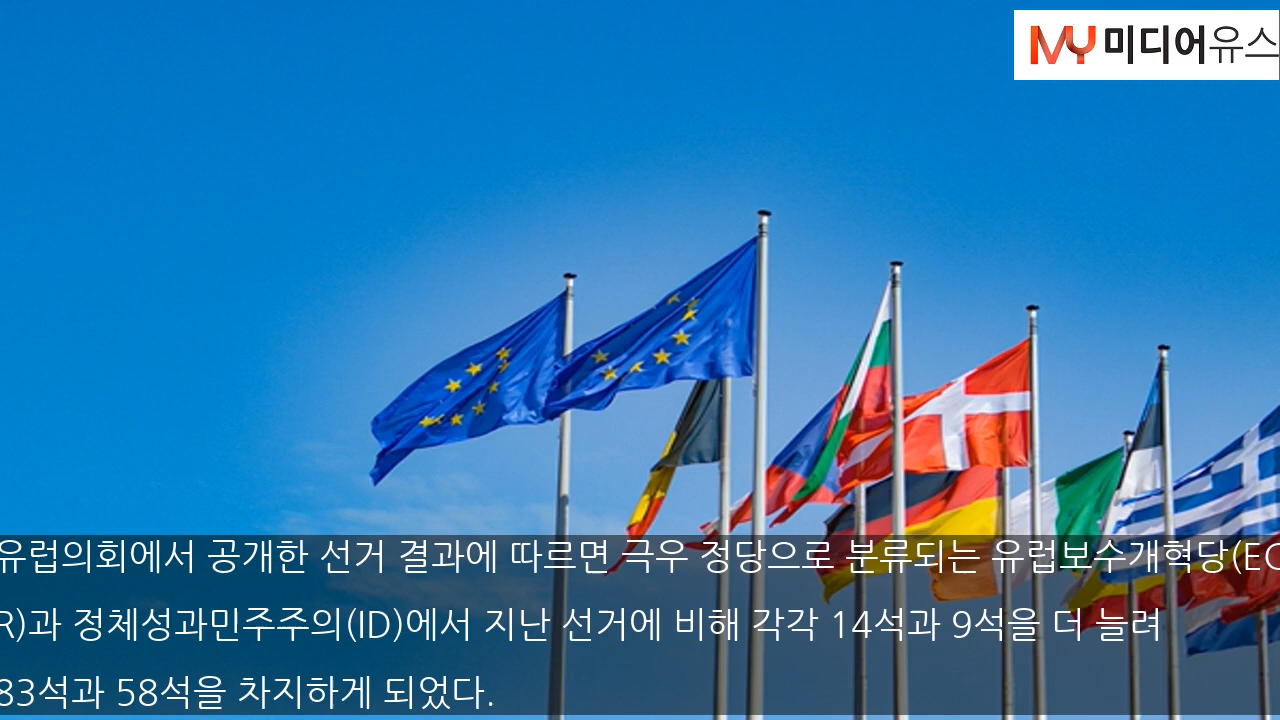 MY 미디어유스
유럽의회에서 공개한 선거 결과에 따르면 극우 정당으로 분류되는 유럽보수개혁당(EC
R)과 정체성과민주주의(ID)에서 지난 선거에 비해 각각 14석과 9석을 더 늘려
83석과 58석을 차지하게 되었다.